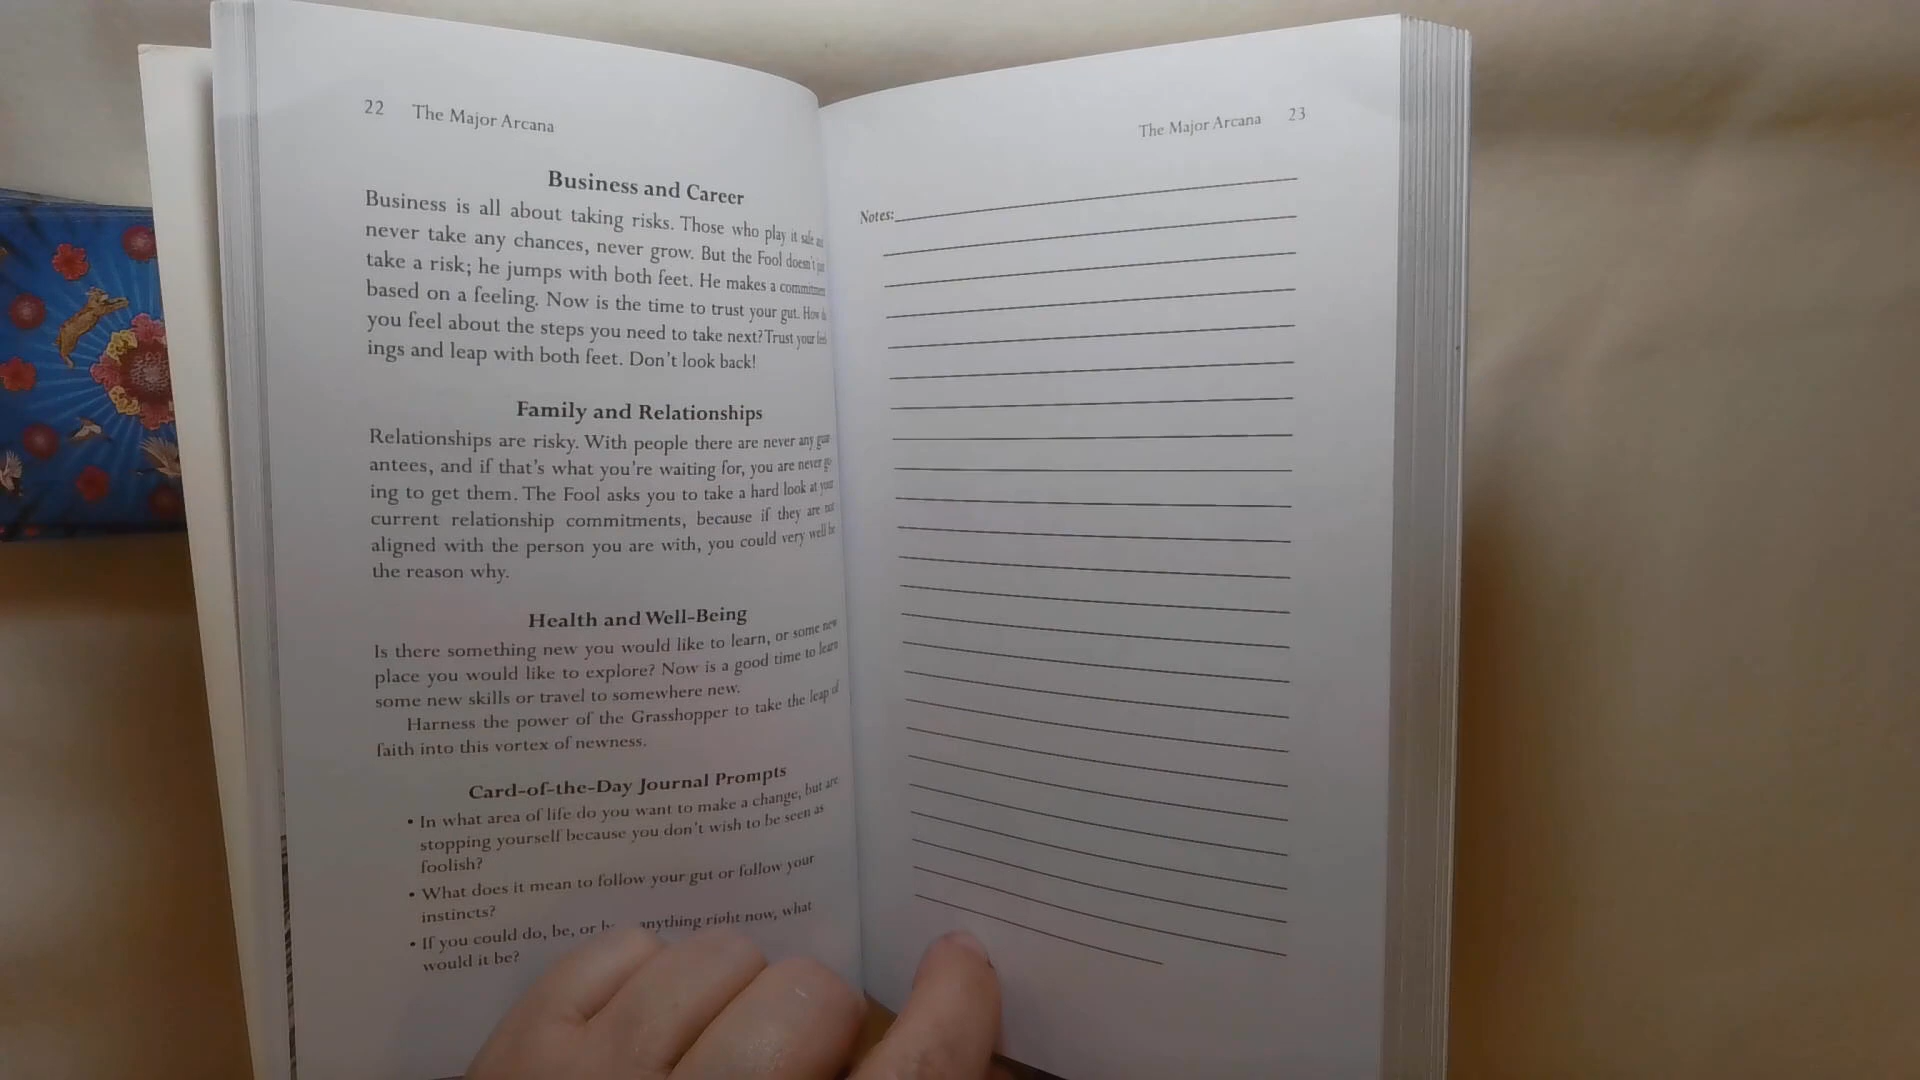 22 The Major Arcana
Business and Career
Business is all about taking risks. Those who play it safe and
never take any chances, never grow. But the Fool doesn't just
take a risk; he jumps with both feet. He makes a commitment
based on a feeling. Now is the time to trust your gut. How do
you feel about the steps you need to take next? Trust your feel-
ings and leap with both feet. Don't look back!
Family and Relationships
Relationships are risky. With people there are never any guar-
antees, and if that's what you're waiting for, you are never go-
ing to get them. The Fool asks you to take a hard look at your
current relationship commitments, because if they are not
aligned with the person you are with, you could very well be
the reason why.
Health and Well-Being
Is there something new you would like to learn, or some new
place you would like to explore? Now is a good time to learn
some new skills or travel to somewhere new.
Harness the power of the Grasshopper to take the leap of
faith into this vortex of newness.
Card-of-the-Day Journal Prompts
• In what area of life do you want to make a change, but are
stopping yourself because you don't wish to be seen as
foolish?
• What does it mean to follow your gut or follow your
instincts?
• If you could do, be, or anything right now, what
would it be?
The Major Arcana 23
Notes: